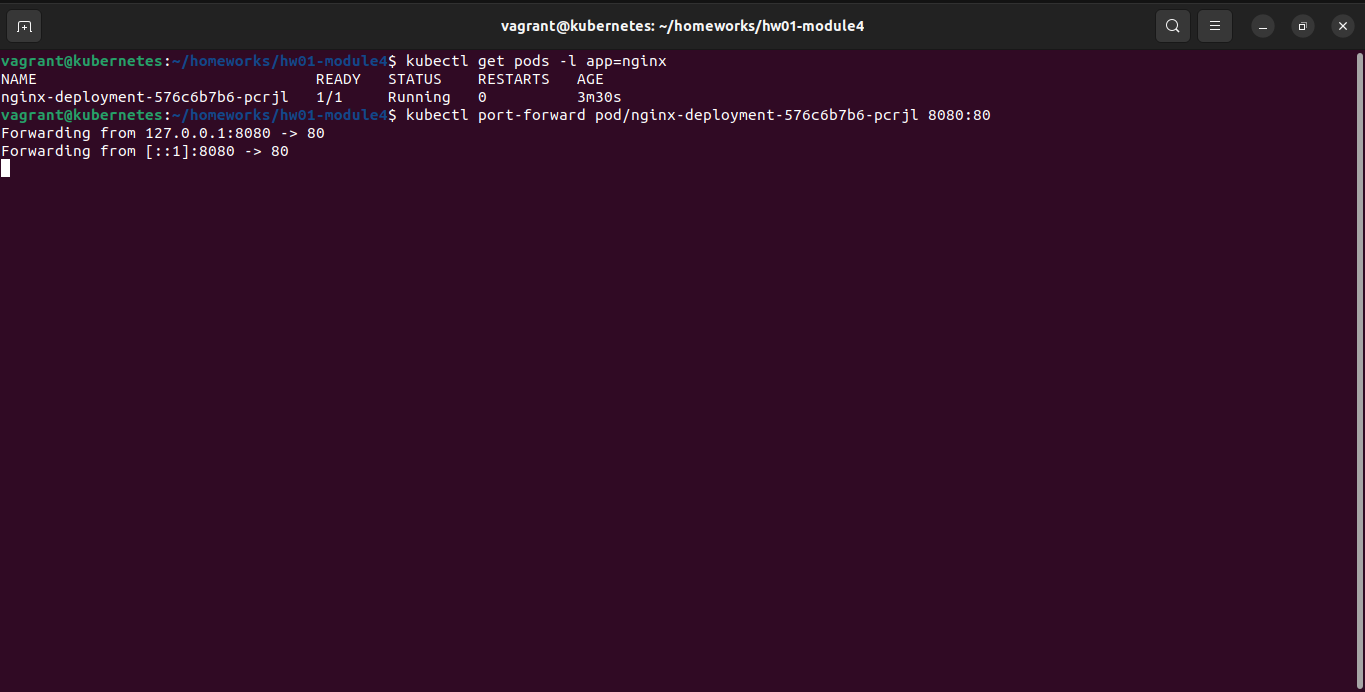 vagrant@kubernetes: ~/homeworks/hw01-module4
vagrant@kubernetes:~/homeworks/hw01-module4$ kubectl get pods -l app=nginx
NAME                               READY   STATUS    RESTARTS   AGE
nginx-deployment-576c6b7b6-pcrjl   1/1     Running   0          3m30s
vagrant@kubernetes:~/homeworks/hw01-module4$ kubectl port-forward pod/nginx-deployment-576c6b7b6-pcrjl 8080:80
Forwarding from 127.0.0.1:8080 -> 80
Forwarding from [::1]:8080 -> 80